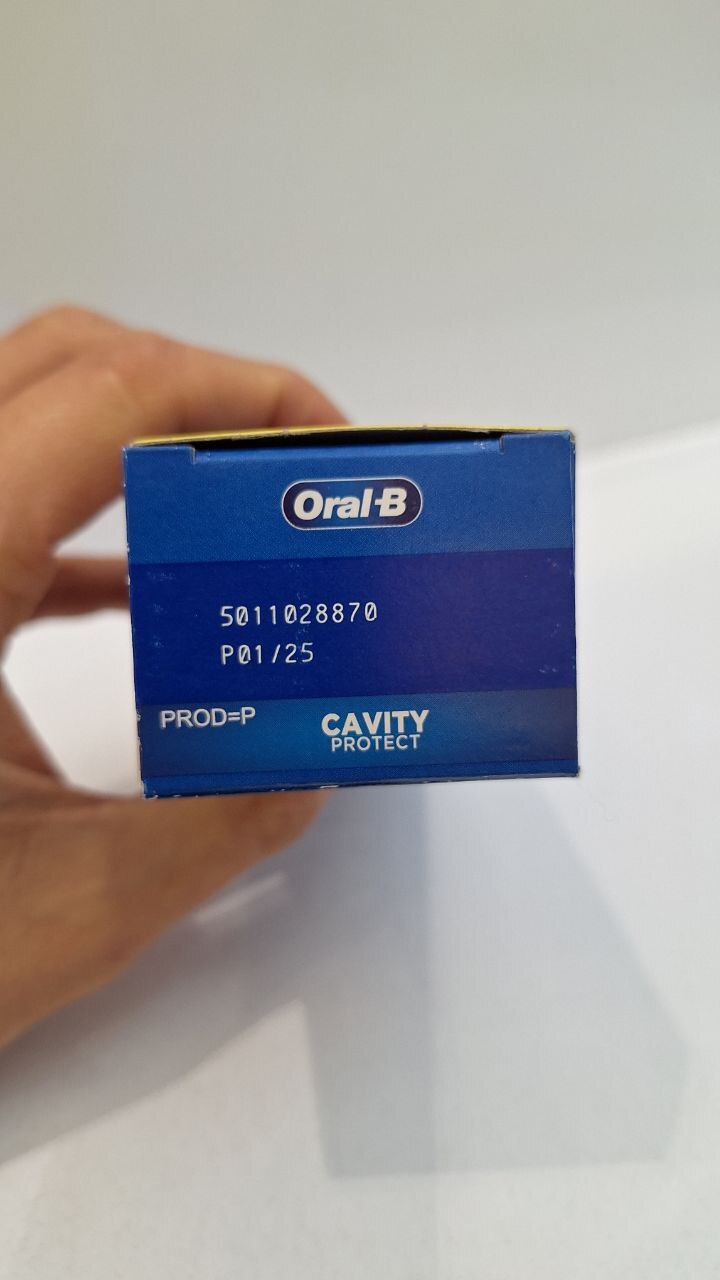 Oral-B
5011028870
P01/25
PROD=P
CAVITY
PROTECT